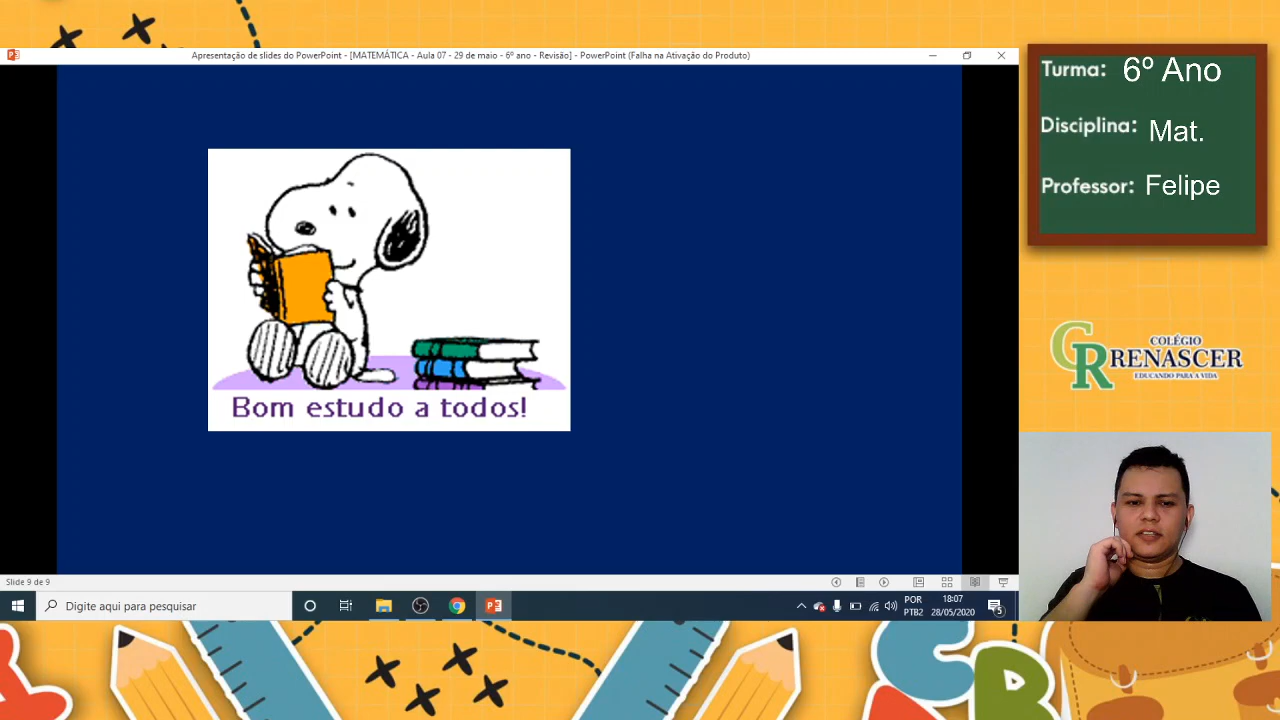 Apresentação de slides do PowerPoint - [MATEMÁTICA - Aula 07 - 29 de maio - 6º ano - Revisão] - PowerPoint (Falha na Ativação do Produto)
Bom estudo a todos!
Slide 9 de 9
Digite aqui para pesquisar
POR
PTB2
18:07
28/05/2020
5
Turma: 6º Ano
Disciplina: Mat.
Professor: Felipe
CR
COLÉGIO
RENASCER
EDUCANDO PARA A VIDA